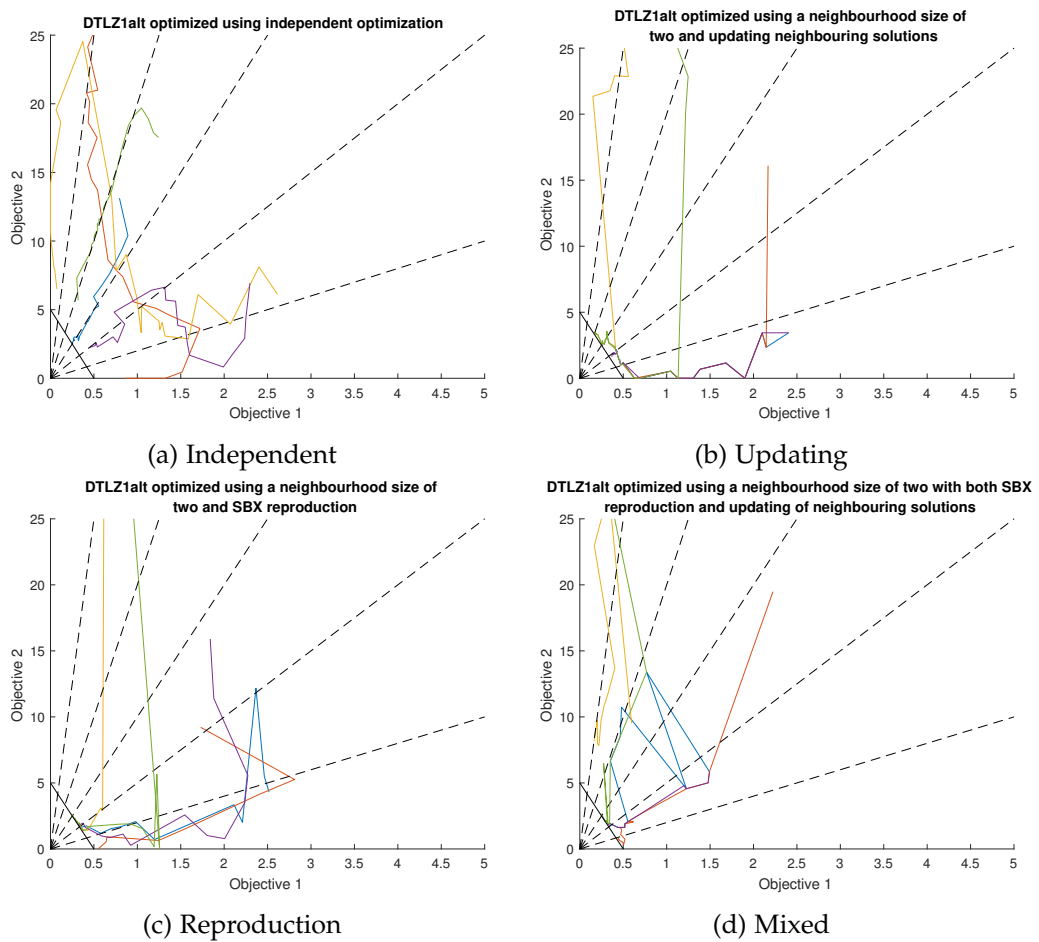 DTLZ1alt optimized using independent optimization
25
20
15
10
5
0
Objective 2
0 0.5 1 1.5 2 2.5 3 3.5 4 4.5 5
Objective 1
(a) Independent
DTLZ1alt optimized using a neighbourhood size of
two and updating neighbouring solutions
25
20
15
10
5
0
Objective 2
0 0.5 1 1.5 2 2.5 3 3.5 4 4.5 5
Objective 1
(b) Updating
DTLZ1alt optimized using a neighbourhood size of
two and SBX reproduction
25
20
15
10
5
0
Objective 2
0 0.5 1 1.5 2 2.5 3 3.5 4 4.5 5
Objective 1
(c) Reproduction
DTLZ1alt optimized using a neighbourhood size of two with both SBX
reproduction and updating of neighbouring solutions
25
20
15
10
5
0
Objective 2
0 0.5 1 1.5 2 2.5 3 3.5 4 4.5 5
Objective 1
(d) Mixed